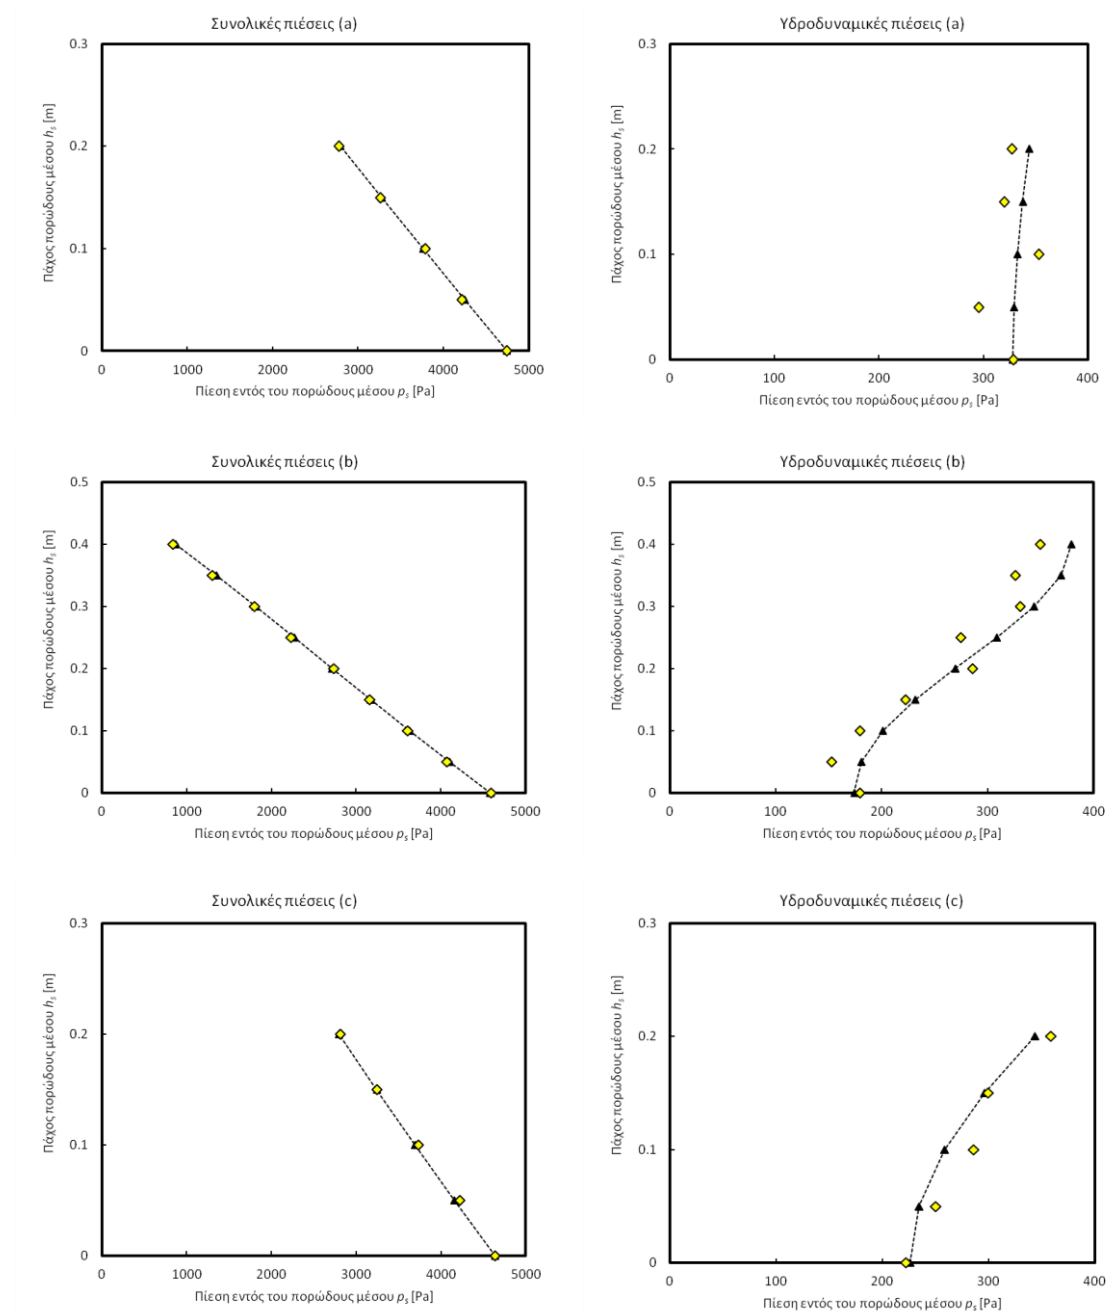 Συνολικές πιέσεις (a)
0.3
0.2
0.1
0
Πάχος πορώδους μέσου hs [m]
0 1000 2000 3000 4000 5000
Πίεση εντός του πορώδους μέσου ps [Pa]
Υδροδυναμικές πιέσεις (a)
0.3
0.2
0.1
0
Πάχος πορώδους μέσου hs [m]
0 100 200 300 400
Πίεση εντός του πορώδους μέσου ps [Pa]
Συνολικές πιέσεις (b)
0.5
0.4
0.3
0.2
0.1
0
Πάχος πορώδους μέσου hs [m]
0 1000 2000 3000 4000 5000
Πίεση εντός του πορώδους μέσου ps [Pa]
Υδροδυναμικές πιέσεις (b)
0.5
0.4
0.3
0.2
0.1
0
Πάχος πορώδους μέσου hs [m]
0 100 200 300 400
Πίεση εντός του πορώδους μέσου ps [Pa]
Συνολικές πιέσεις (c)
0.3
0.2
0.1
0
Πάχος πορώδους μέσου hs [m]
0 1000 2000 3000 4000 5000
Πίεση εντός του πορώδους μέσου ps [Pa]
Υδροδυναμικές πιέσεις (c)
0.3
0.2
0.1
0
Πάχος πορώδους μέσου hs [m]
0 100 200 300 400
Πίεση εντός του πορώδους μέσου ps [Pa]